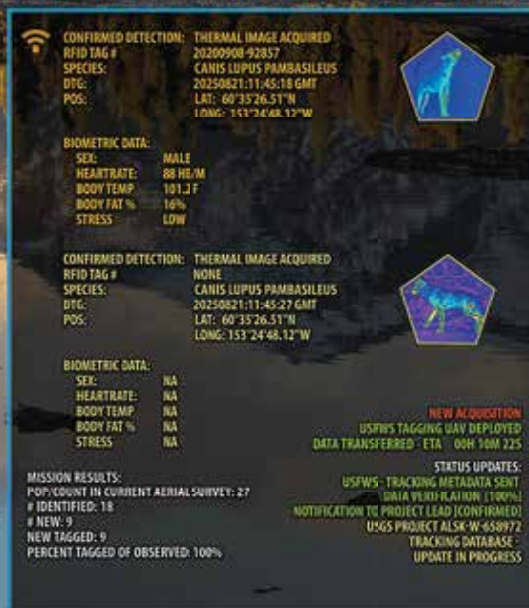 CONFIRMED DETECTION: THERMAL IMAGE ACQUIRED
RFID TAG # 20200908-92857
SPECIES: CANIS LUPUS PAMBASILEUS
DTG: 20250821:11:45:18 GMT
POS: LAT: 60°35'26.51"N
LONG: 153°24'48.12"W
BIOMETRIC DATA:
SEX: MALE
HEARTRATE: 88 HE/M
BODY TEMP 101.2 F
BODY FAT % 16%
STRESS LOW
CONFIRMED DETECTION: THERMAL IMAGE ACQUIRED
RFID TAG # NONE
SPECIES: CANIS LUPUS PAMBASILEUS
DTG: 20250821:11:45:27 GMT
POS: LAT: 60°35'26.51"N
LONG: 153°24'48.12"W
BIOMETRIC DATA:
SEX: NA
HEARTRATE: NA
BODY TEMP NA
BODY FAT % NA
STRESS NA
NEW ACQUISITION
USFWS TAGGING UAV DEPLOYED
DATA TRANSFERRED - ETA 00H 10M 22S
STATUS UPDATES:
USFWS- TRACKING METADATA SENT
DATA VERIFICATION [100%]
NOTIFICATION TO PROJECT LEAD [CONFIRMED]
USGS PROJECT ALSK-W-658972
TRACKING DATABASE -
UPDATE IN PROGRESS
MISSION RESULTS:
POP/COUNT IN CURRENT AERIAL SURVEY: 27
# IDENTIFIED: 18
# NEW: 9
NEW TAGGED: 9
PERCENT TAGGED OF OBSERVED: 100%